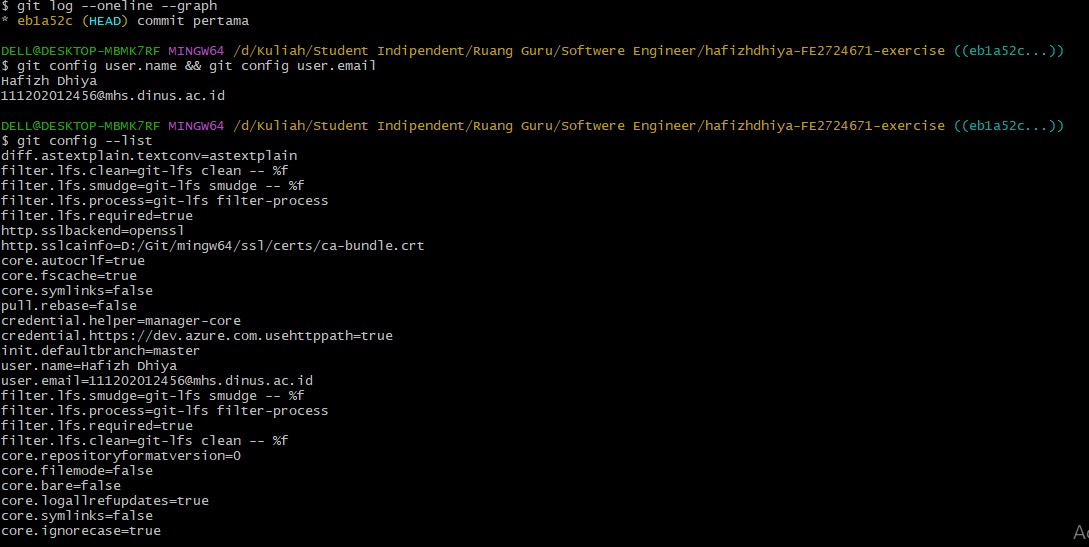 $ git log --oneline --graph
* eb1a52c (HEAD) commit pertama
DELL@DESKTOP-MBMK7RF MINGW64 /d/Kuliah/Student Indipendent/Ruang Guru/Softwere Engineer/hafizhdhiya-FE2724671-exercise ((eb1a52c...))
$ git config user.name && git config user.email
Hafizh Dhiya
111202012456@mhs.dinus.ac.id
DELL@DESKTOP-MBMK7RF MINGW64 /d/Kuliah/Student Indipendent/Ruang Guru/Softwere Engineer/hafizhdhiya-FE2724671-exercise ((eb1a52c...))
$ git config --list
diff.astextplain.textconv=astextplain
filter.lfs.clean=git-lfs clean -- %f
filter.lfs.smudge=git-lfs smudge -- %f
filter.lfs.process=git-lfs filter-process
filter.lfs.required=true
http.sslbackend=openssl
http.sslcainfo=D:/Git/mingw64/ssl/certs/ca-bundle.crt
core.autocrlf=true
core.fscache=true
core.symlinks=false
pull.rebase=false
credential.helper=manager-core
credential.https://dev.azure.com.usehttppath=true
init.defaultbranch=master
user.name=Hafizh Dhiya
user.email=111202012456@mhs.dinus.ac.id
filter.lfs.smudge=git-lfs smudge -- %f
filter.lfs.process=git-lfs filter-process
filter.lfs.required=true
filter.lfs.clean=git-lfs clean -- %f
core.repositoryformatversion=0
core.filemode=false
core.bare=false
core.logallrefupdates=true
core.symlinks=false
core.ignorecase=true